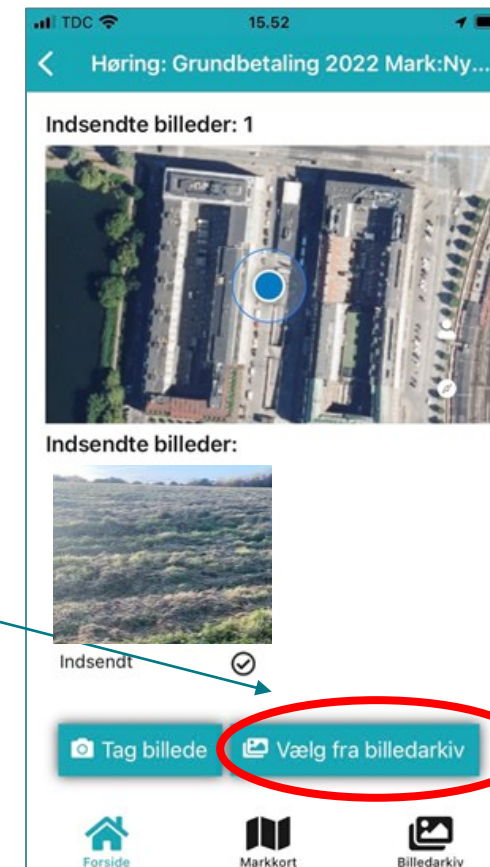 TDC 15.52
Høring: Grundbetaling 2022 Mark:Ny...
Indsendte billeder: 1
Indsendte billeder:
Indsendt
Tag billede Vælg fra billedarkiv
Forside Markkort Billedarkiv